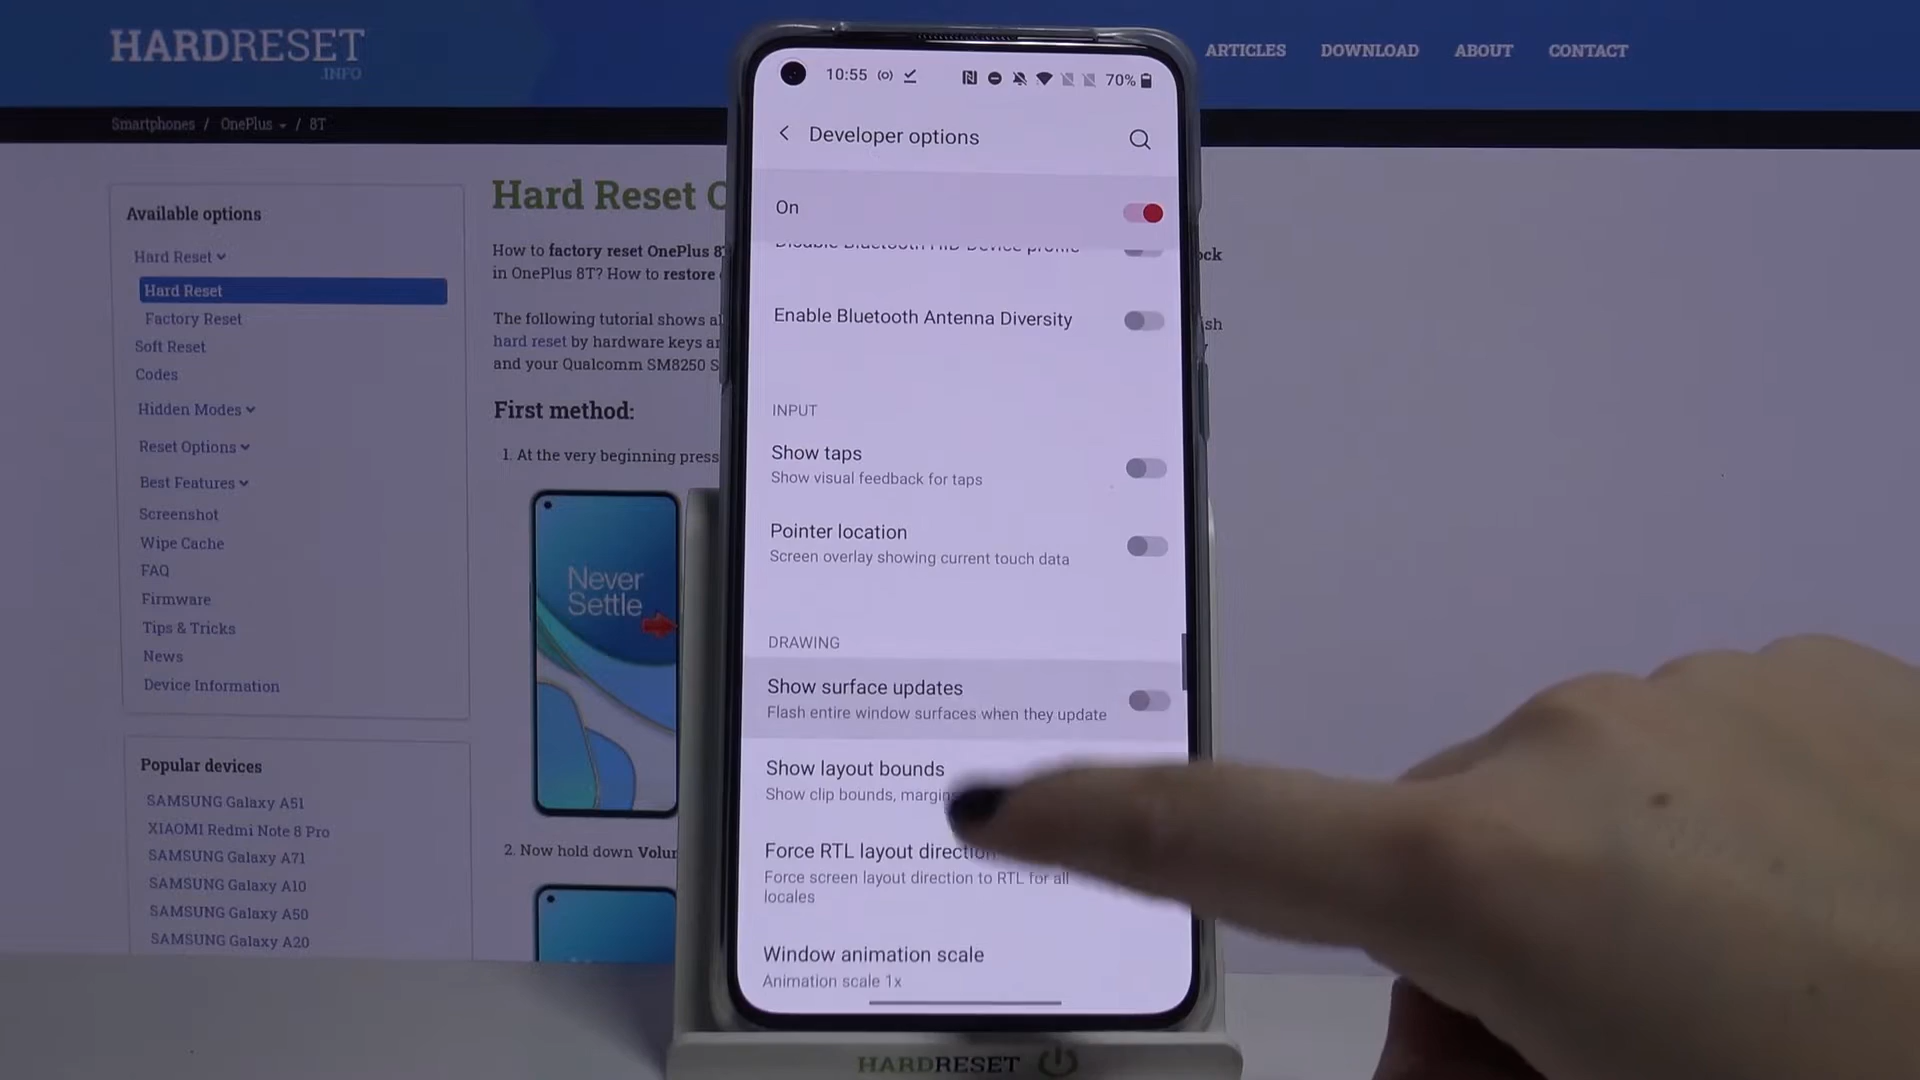 HARDRESET
.INFO
ARTICLES
DOWNLOAD
ABOUT
CONTACT
Smartphones / OnePlus / 8T
Available options
Hard Reset
Hard Reset
Factory Reset
Soft Reset
Codes
Hidden Modes
Reset Options
Best Features
Screenshot
Wipe Cache
FAQ
Firmware
Tips & Tricks
News
Device Information
Popular devices
SAMSUNG Galaxy A51
XIAOMI Redmi Note 8 Pro
SAMSUNG Galaxy A71
SAMSUNG Galaxy A10
SAMSUNG Galaxy A50
SAMSUNG Galaxy A20
Hard Reset
How to factory reset OnePlus 8T
in OnePlus 8T? How to restore
The following tutorial shows
hard reset by hardware keys
and your Qualcomm SM8250
First method:
1. At the very beginning press
Never
Settle
2. Now hold down
10:55
70%
Developer options
On
Disable Bluetooth HID Device profile
Enable Bluetooth Antenna Diversity
INPUT
Show taps
Show visual feedback for taps
Pointer location
Screen overlay showing current touch data
DRAWING
Show surface updates
Flash entire window surfaces when they update
Show layout bounds
Show clip bounds, margins
Force RTL layout direction
Force screen layout direction to RTL for all
locales
Window animation scale
Animation scale 1x
HARDRESET